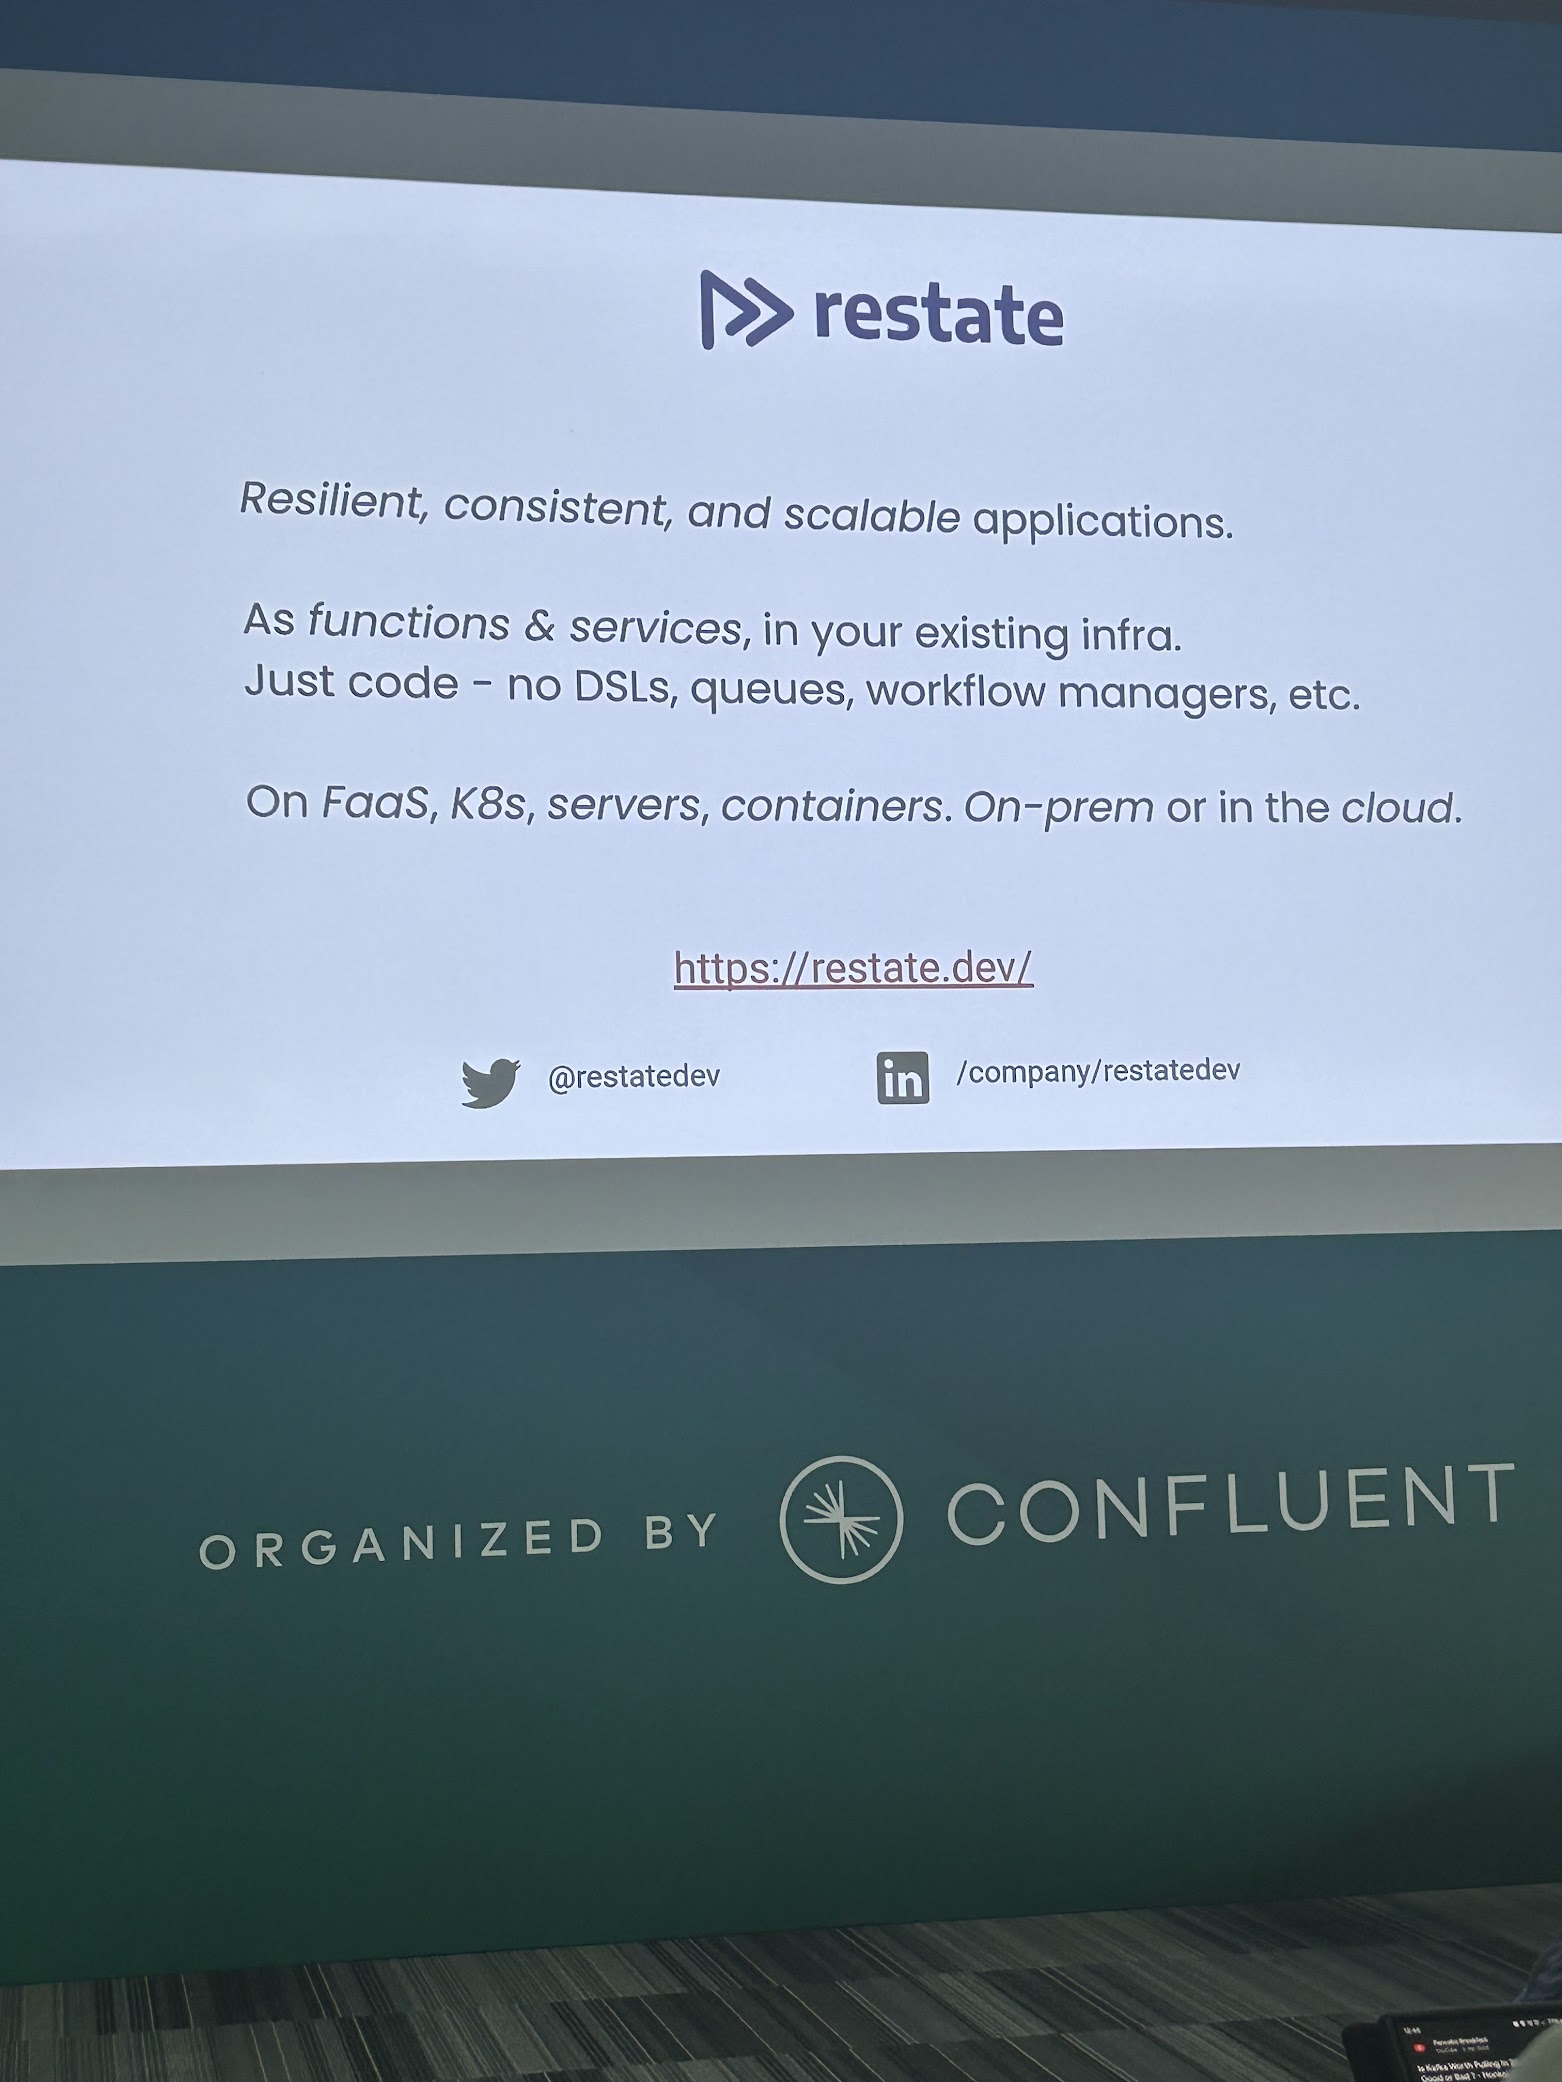 restate
Resilient, consistent, and scalable applications.
As functions & services, in your existing infra.
Just code - no DSLs, queues, workflow managers, etc.
On FaaS, K8s, servers, containers. On-prem or in the cloud.
https://restate.dev/
@restatedev
in /company/restatedev
ORGANIZED BY CONFLUENT